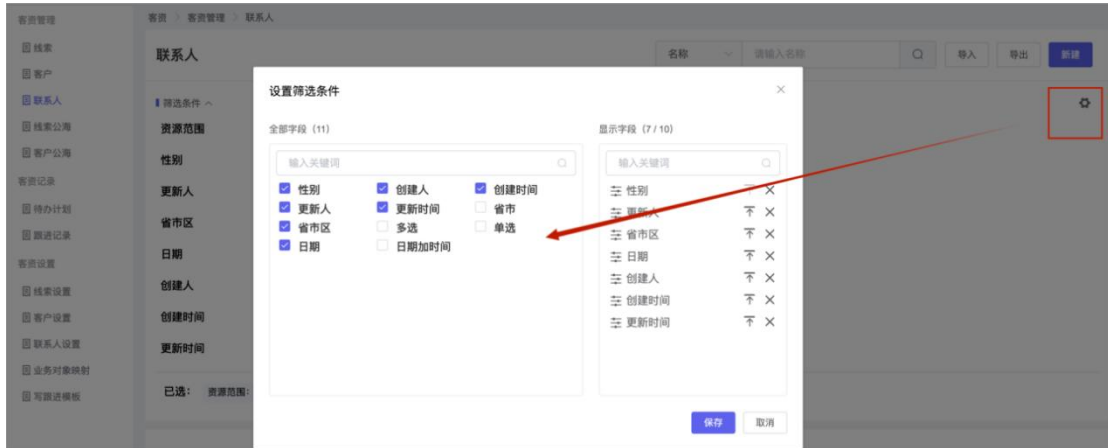 客资管理
线索
客户
联系人
线索公海
客户公海
客资记录
待办计划
跟进记录
客资设置
线索设置
客户设置
联系人设置
业务对象映射
写跟进模板
客资 > 客资管理 > 联系人
联系人
名称
请输入名称
导入
导出
新建
筛选条件
资源范围
性别
更新人
省市区
日期
创建人
创建时间
更新时间
已选： 资源范围：
设置筛选条件
全部字段（11）
输入关键词
性别 创建人 创建时间
更新人 更新时间 省市
省市区 多选 单选
日期 日期加时间
显示字段（7 / 10）
输入关键词
性别
更新人
省市区
日期
创建人
创建时间
更新时间
保存 取消